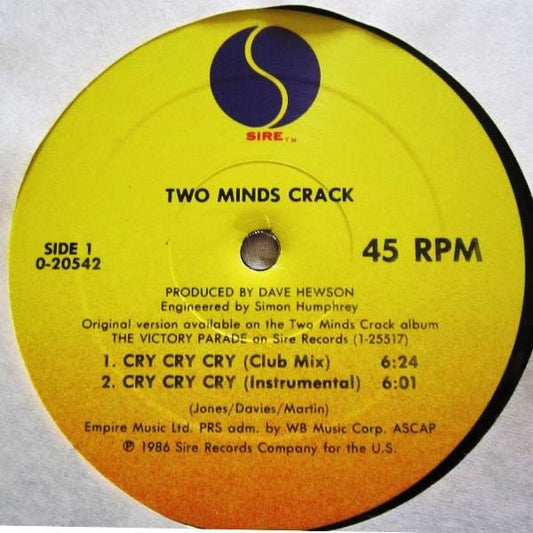 SIRE™
TWO MINDS CRACK
SIDE 1
0-20542
45 RPM
PRODUCED BY DAVE HEWSON
Engineered by Simon Humphrey
Original version available on the Two Minds Crack album
THE VICTORY PARADE on Sire Records (1-25517)
1. CRY CRY CRY (Club Mix) 6:24
2. CRY CRY CRY (Instrumental) 6:01
(Jones/Davies/Martin)
Empire Music Ltd. PRS adm. by WB Music Corp. ASCAP
℗ 1986 Sire Records Company for the U.S.